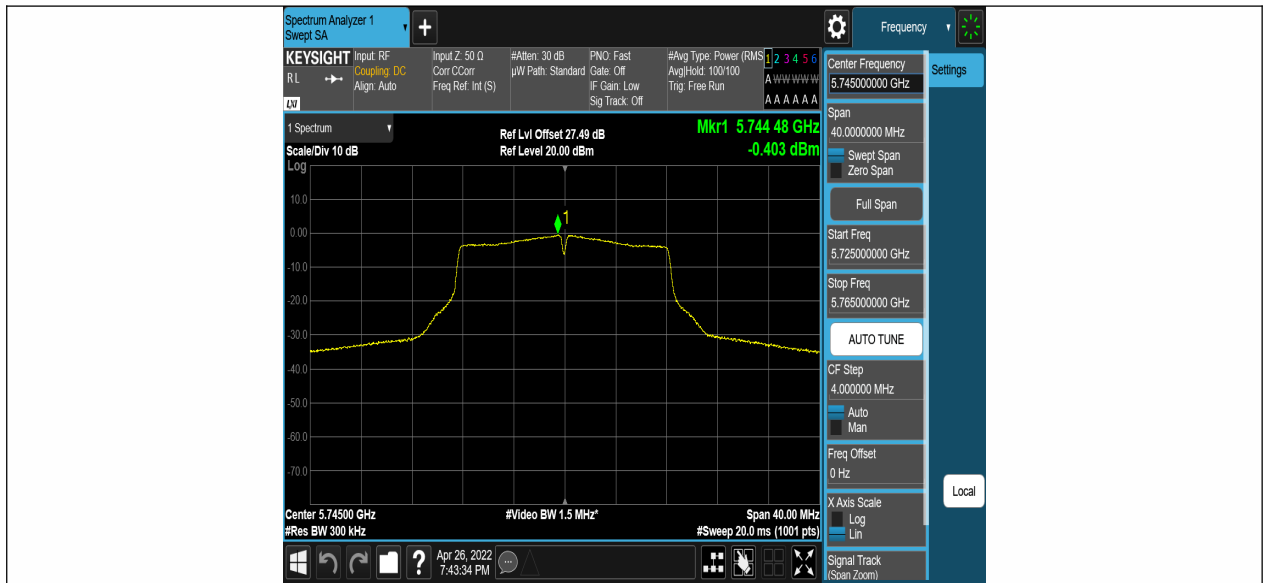 Spectrum Analyzer 1
Swept SA
+
Frequency
KEYSIGHT
RL
LXI
Input: RF
Coupling: DC
Align: Auto
Input Z: 50 Ω
Corr CCorr
Freq Ref: Int (S)
#Atten: 30 dB
µW Path: Standard
PNO: Fast
Gate: Off
IF Gain: Low
Sig Track: Off
#Avg Type: Power (RMS
Avg|Hold: 100/100
Trig: Free Run
1 2 3 4 5 6
A W W W W W
A A A A A A
1 Spectrum
Scale/Div 10 dB
Ref Lvl Offset 27.49 dB
Ref Level 20.00 dBm
Mkr1 5.744 48 GHz
-0.403 dBm
Log
10.0
0.00
-10.0
-20.0
-30.0
-40.0
-50.0
-60.0
-70.0
1
Center 5.74500 GHz
#Res BW 300 kHz
#Video BW 1.5 MHz*
Span 40.00 MHz
#Sweep 20.0 ms (1001 pts)
Center Frequency
5.745000000 GHz
Settings
Span
40.0000000 MHz
Swept Span
Zero Span
Full Span
Start Freq
5.725000000 GHz
Stop Freq
5.765000000 GHz
AUTO TUNE
CF Step
4.000000 MHz
Auto
Man
Freq Offset
0 Hz
Local
X Axis Scale
Log
Lin
Signal Track
(Span Zoom)
?
Apr 26, 2022
7:43:34 PM